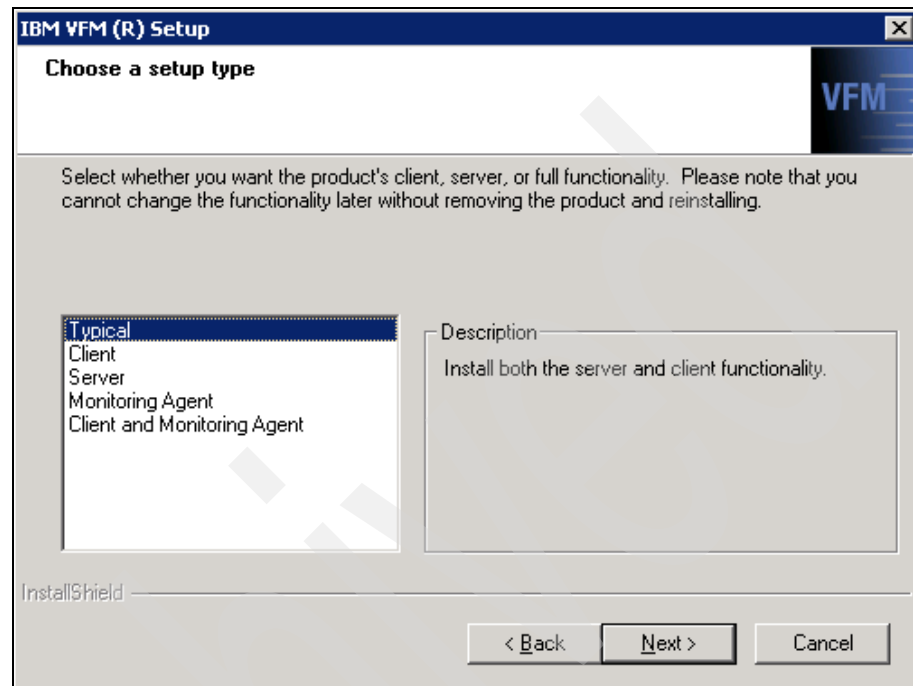 IBM VFM (R) Setup
Choose a setup type
VFM
Select whether you want the product's client, server, or full functionality. Please note that you
cannot change the functionality later without removing the product and reinstalling.
Typical
Client
Server
Monitoring Agent
Client and Monitoring Agent
Description
Install both the server and client functionality.
InstallShield
< Back
Next >
Cancel